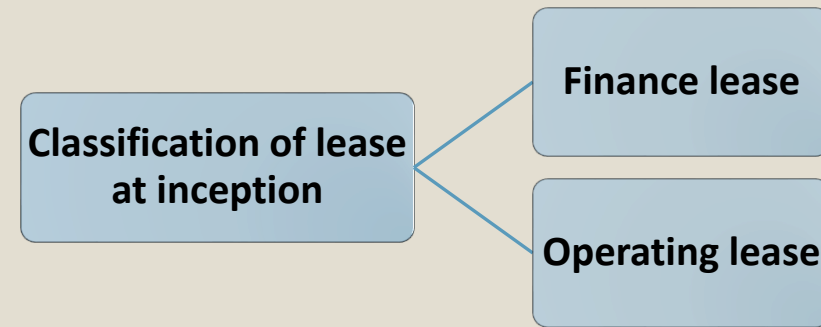 Classification of lease
at inception
Finance lease
Operating lease